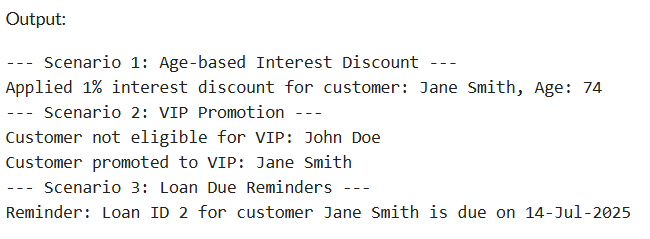 Output:
--- Scenario 1: Age-based Interest Discount ---
Applied 1% interest discount for customer: Jane Smith, Age: 74
--- Scenario 2: VIP Promotion ---
Customer not eligible for VIP: John Doe
Customer promoted to VIP: Jane Smith
--- Scenario 3: Loan Due Reminders ---
Reminder: Loan ID 2 for customer Jane Smith is due on 14-Jul-2025